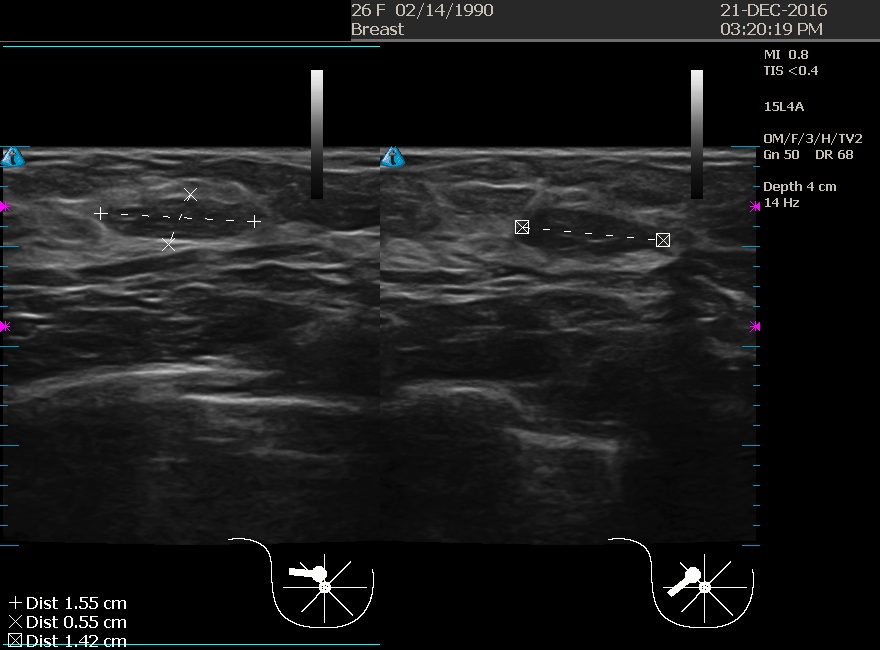 26 F 02/14/1990
21-DEC-2016
Breast
03:20:19 PM
MI 0.8
TIS <0.4
15L4A
OM/F/3/H/TV2
Gn 50 DR 68
Depth 4 cm
14 Hz
Dist 1.55 cm
Dist 0.55 cm
Dist 1.42 cm